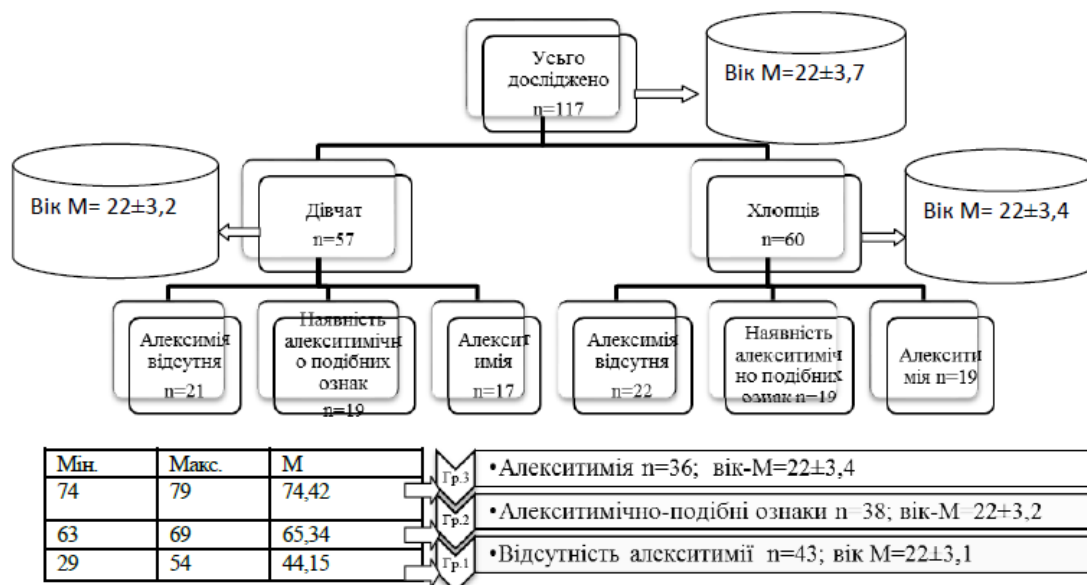 Усього
досліджено
n=117
Вік М=22±3,7
Вік М= 22±3,2
Дівчат
n=57
Хлопців
n=60
Вік М= 22±3,4
Алексимія
відсутня
n=21
Наявність
алекситимічн
о подібних
ознак
n=19
Алексит
имія
n=17
Алексимія
відсутня
n=22
Наявність
алекситиміч
но подібних
ознак n=19
Алексити
мія n=19
Мін. Макс. М
74 79 74,42
63 69 65,34
29 54 44,15
Гр.3 •Алекситимія n=36; вік-М=22±3,4
Гр.2 •Алекситимічно-подібні ознаки n=38; вік-М=22±3,2
Гр.1 •Відсутність алекситимії n=43; вік М=22±3,1